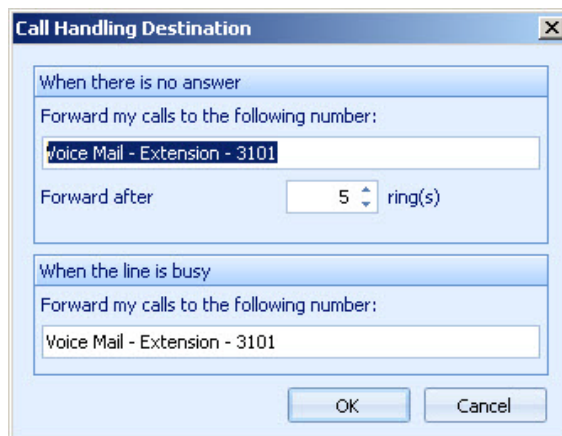 Call Handling Destination
When there is no answer
Forward my calls to the following number:
Voice Mail - Extension - 3101
Forward after 5 ring(s)
When the line is busy
Forward my calls to the following number:
Voice Mail - Extension - 3101
OK Cancel